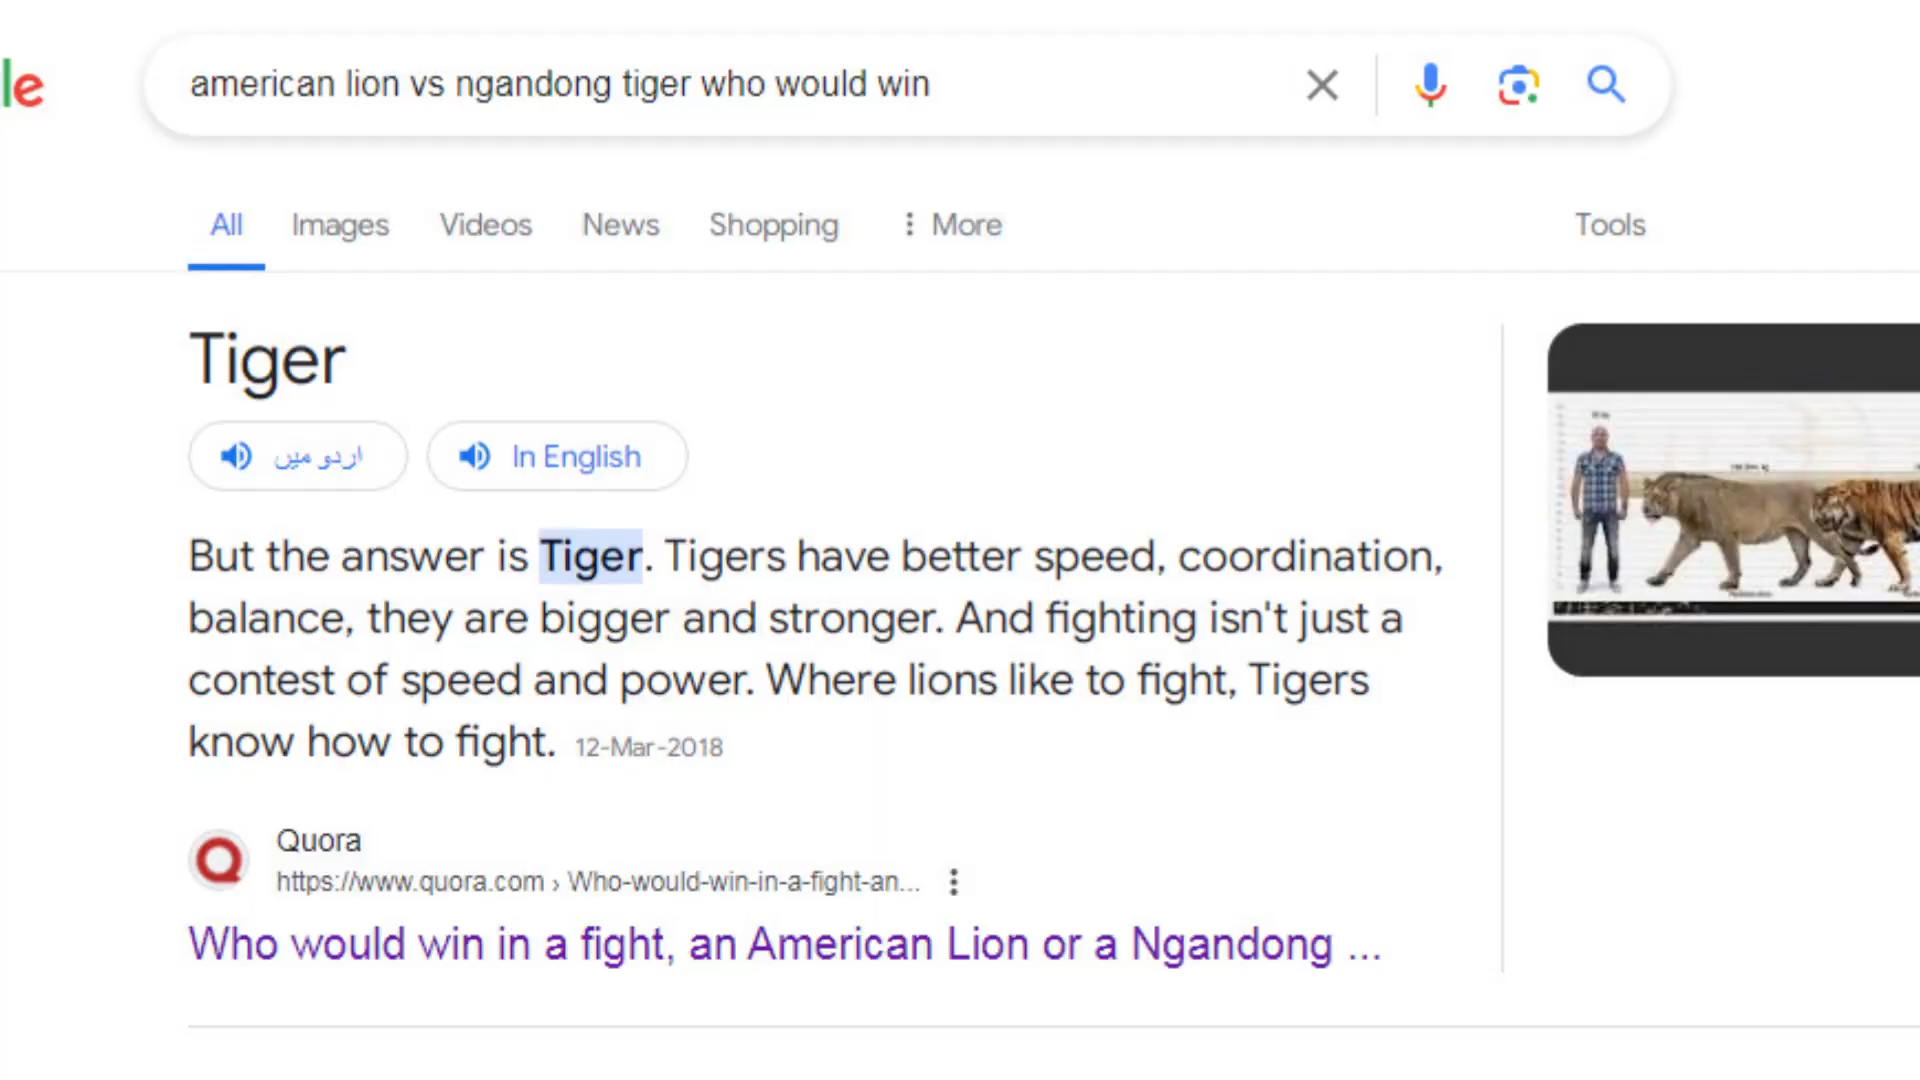 le
american lion vs ngandong tiger who would win
All Images Videos News Shopping More Tools
Tiger
اردو میں In English
But the answer is Tiger. Tigers have better speed, coordination,
balance, they are bigger and stronger. And fighting isn't just a
contest of speed and power. Where lions like to fight, Tigers
know how to fight. 12-Mar-2018
Quora
https://www.quora.com › Who-would-win-in-a-fight-an...
Who would win in a fight, an American Lion or a Ngandong ...